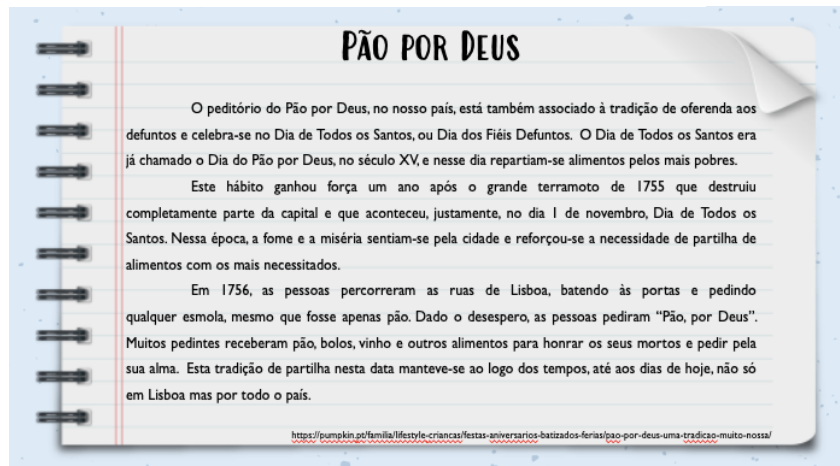 PÃO POR DEUS
O peditório do Pão por Deus, no nosso país, está também associado à tradição de oferenda aos
defuntos e celebra-se no Dia de Todos os Santos, ou Dia dos Fiéis Defuntos. O Dia de Todos os Santos era
já chamado o Dia do Pão por Deus, no século XV, e nesse dia repartiam-se alimentos pelos mais pobres.
Este hábito ganhou força um ano após o grande terramoto de 1755 que destruiu
completamente parte da capital e que aconteceu, justamente, no dia 1 de novembro, Dia de Todos os
Santos. Nessa época, a fome e a miséria sentiam-se pela cidade e reforçou-se a necessidade de partilha de
alimentos com os mais necessitados.
Em 1756, as pessoas percorreram as ruas de Lisboa, batendo às portas e pedindo
qualquer esmola, mesmo que fosse apenas pão. Dado o desespero, as pessoas pediram “Pão, por Deus”.
Muitos pedintes receberam pão, bolos, vinho e outros alimentos para honrar os seus mortos e pedir pela
sua alma. Esta tradição de partilha nesta data manteve-se ao logo dos tempos, até aos dias de hoje, não só
em Lisboa mas por todo o país.
https://pumpkin.pt/familia/lifestyle-criancas/festas-aniversarios-batizados-ferias/pao-por-deus-uma-tradicao-muito-nossa/